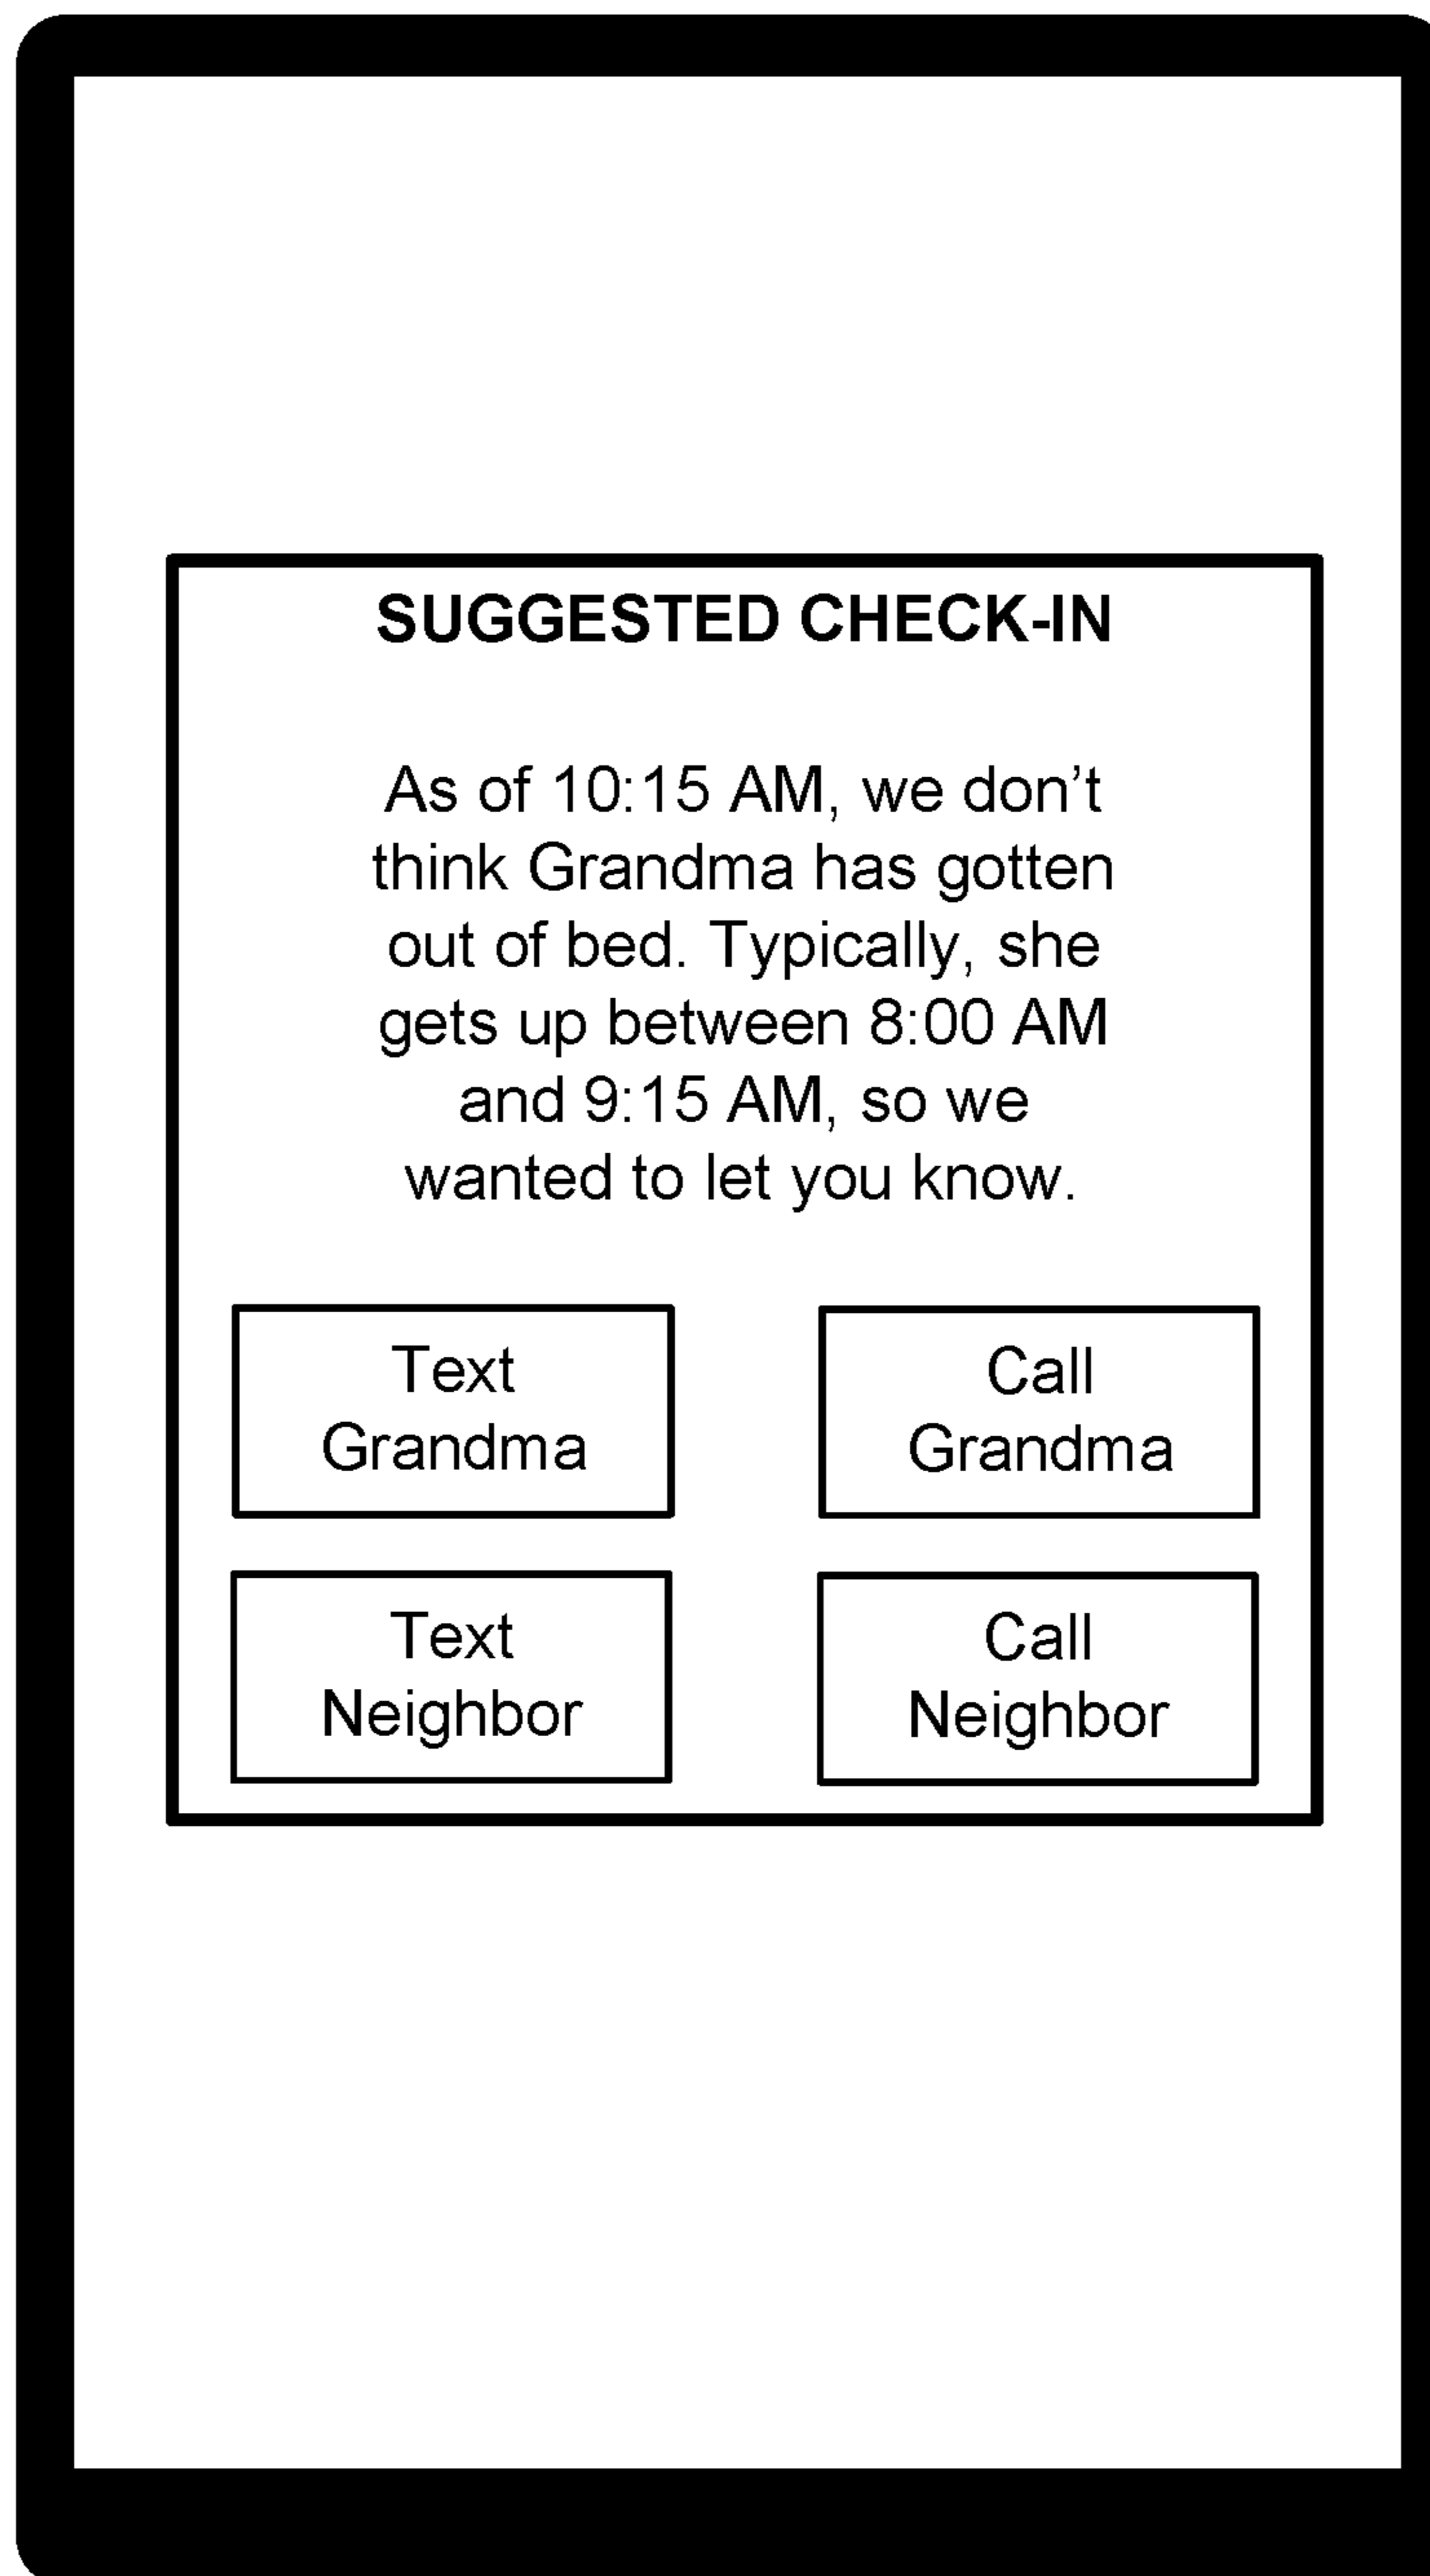 SUGGESTED CHECK-IN
As of 10:15 AM, we don’t
think Grandma has gotten
out of bed. Typically, she
gets up between 8:00 AM
and 9:15 AM, so we
wanted to let you know.
Text
Grandma
Call
Grandma
Text
Neighbor
Call
Neighbor